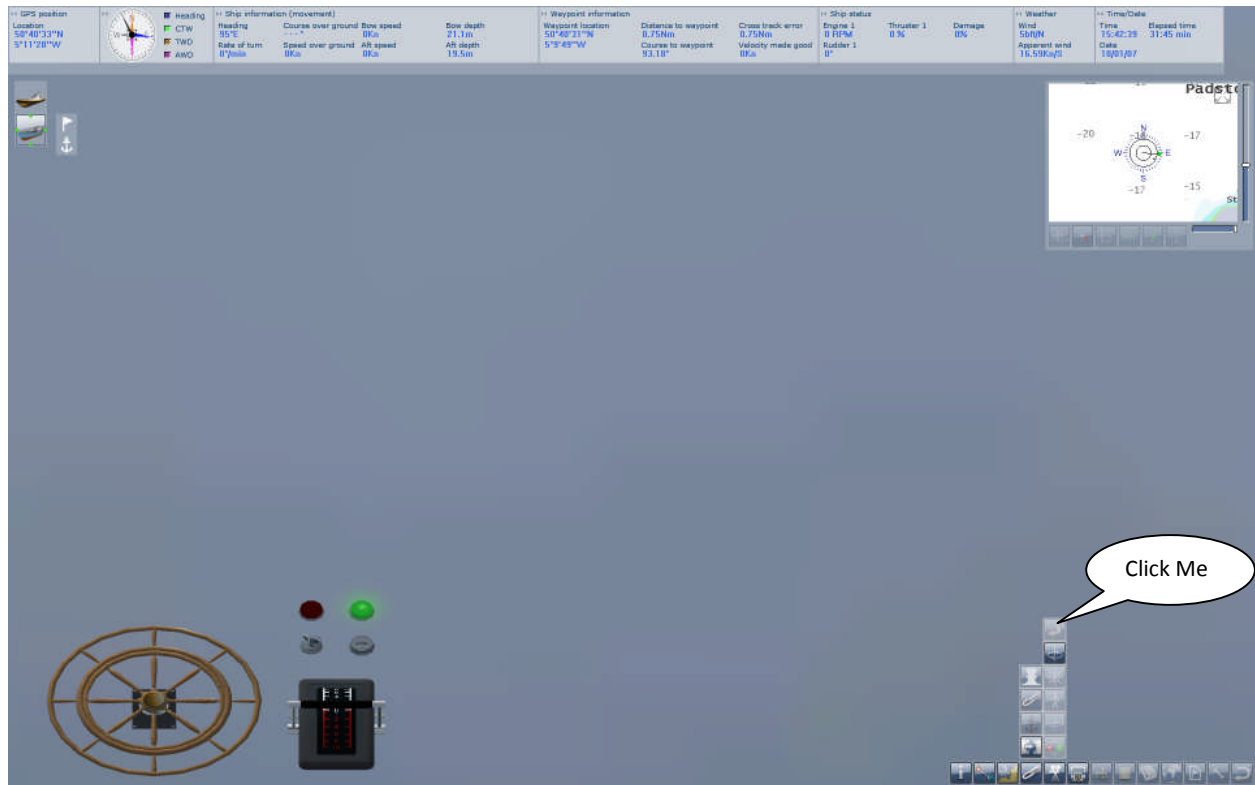 GPS position
Location
50°40'33"N
5°11'20"W
Heading
CTW
TWD
AWD
Ship information (movement)
Heading Course over ground Bow speed Bow depth
95°E ---° 0Kn 21.1m
Rate of turn Speed over ground Aft speed Aft depth
0°/min 0Kn 0Kn 19.5m
Waypoint information
Waypoint location Distance to waypoint Cross track error
50°40'31"N 0.75Nm 0.75Nm
5°9'49"W Course to waypoint Velocity made good
93.18° 0Kn
Ship status
Engine 1 Thruster 1 Damage
0 RPM 0 % 0%
Rudder 1
0°
Weather
Wind
5bft/N
Apparent wind
16.59Kn/S
Time/Date
Time Elapsed time
15:42:39 31:45 min
Date
10/01/07
-20 -17
N
W E
S
-17 -15
Click Me